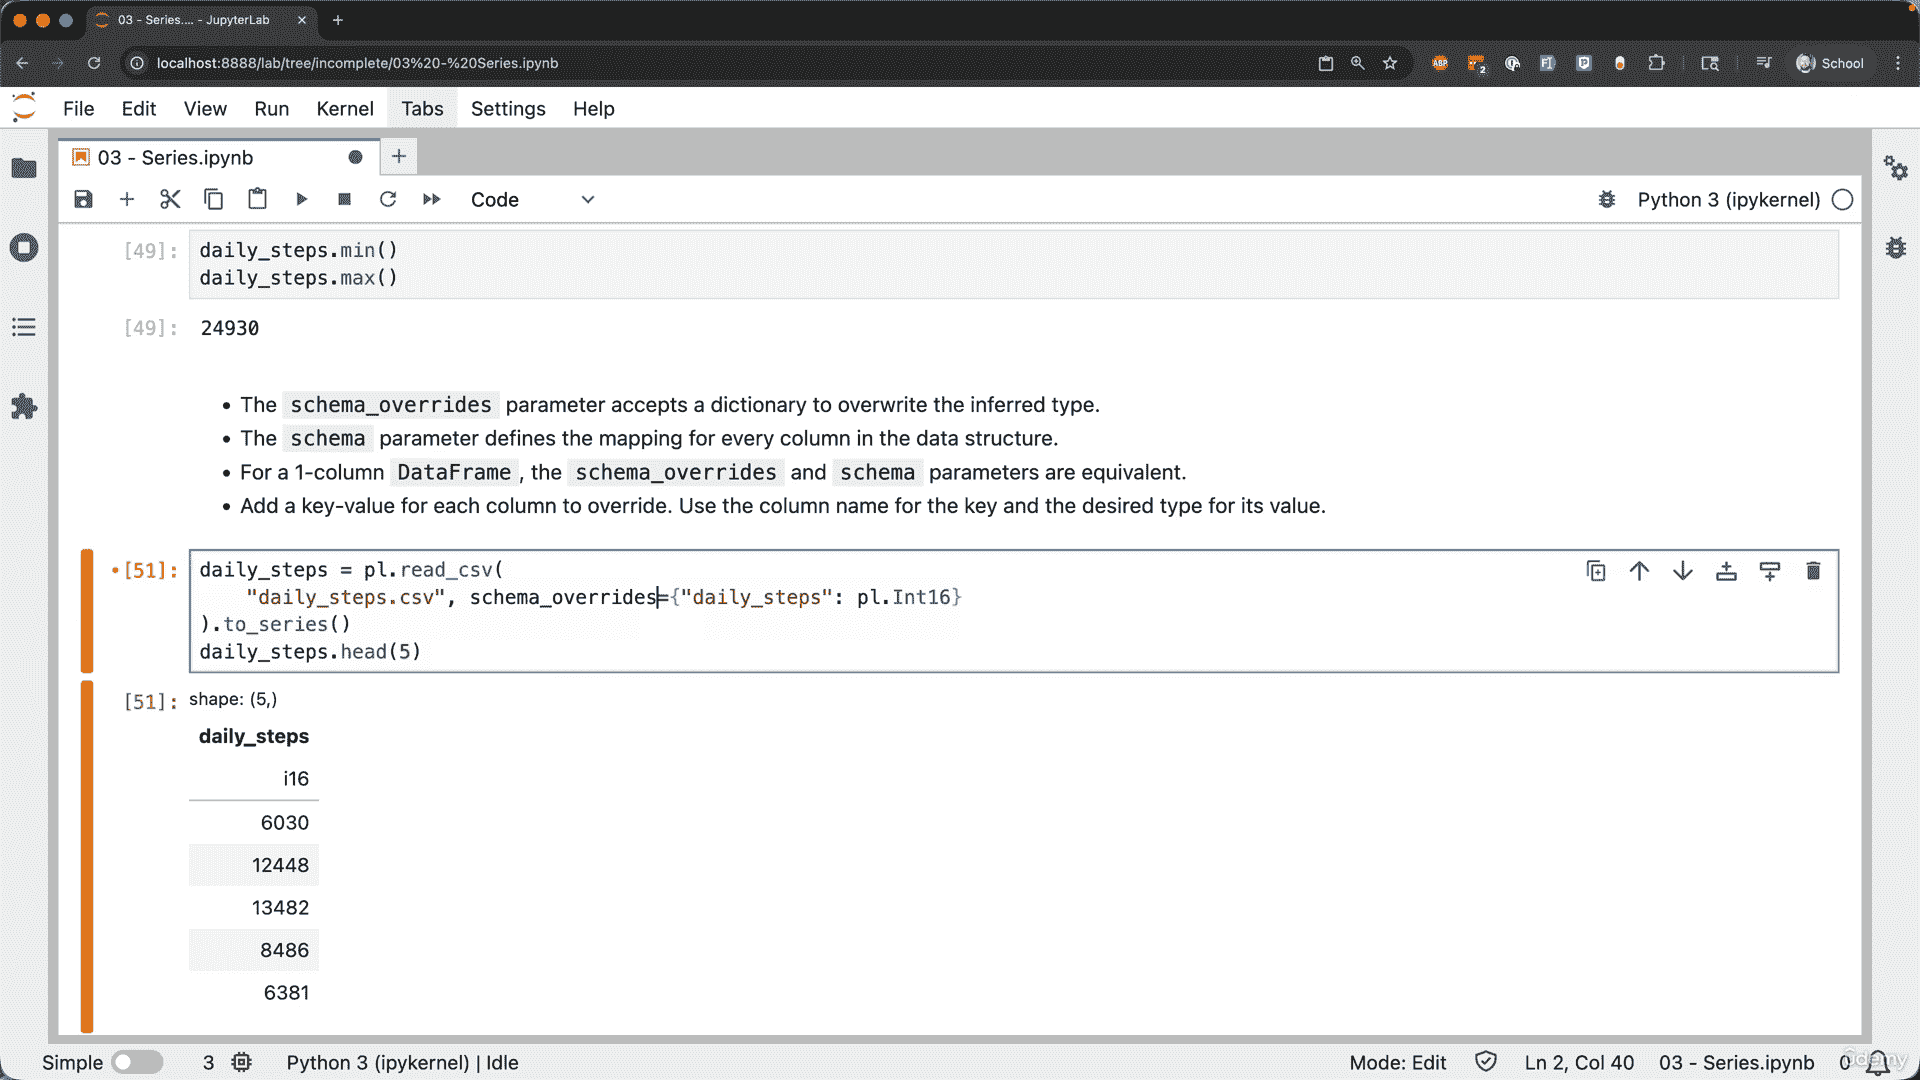 03 - Series.... - JupyterLab
localhost:8888/lab/tree/incomplete/03%20-%20Series.ipynb
ABP
2
School
File Edit View Run Kernel Tabs Settings Help
03 - Series.ipynb
Code
Python 3 (ipykernel)
[49]: daily_steps.min()
daily_steps.max()
[49]: 24930
• The schema_overrides parameter accepts a dictionary to overwrite the inferred type.
• The schema parameter defines the mapping for every column in the data structure.
• For a 1-column DataFrame , the schema_overrides and schema parameters are equivalent.
• Add a key-value for each column to override. Use the column name for the key and the desired type for its value.
[51]: daily_steps = pl.read_csv(
"daily_steps.csv", schema_overrides={"daily_steps": pl.Int16}
).to_series()
daily_steps.head(5)
[51]: shape: (5,)
daily_steps
i16
6030
12448
13482
8486
6381
Simple 3 Python 3 (ipykernel) | Idle Mode: Edit Ln 2, Col 40 03 - Series.ipynb 0
udemy